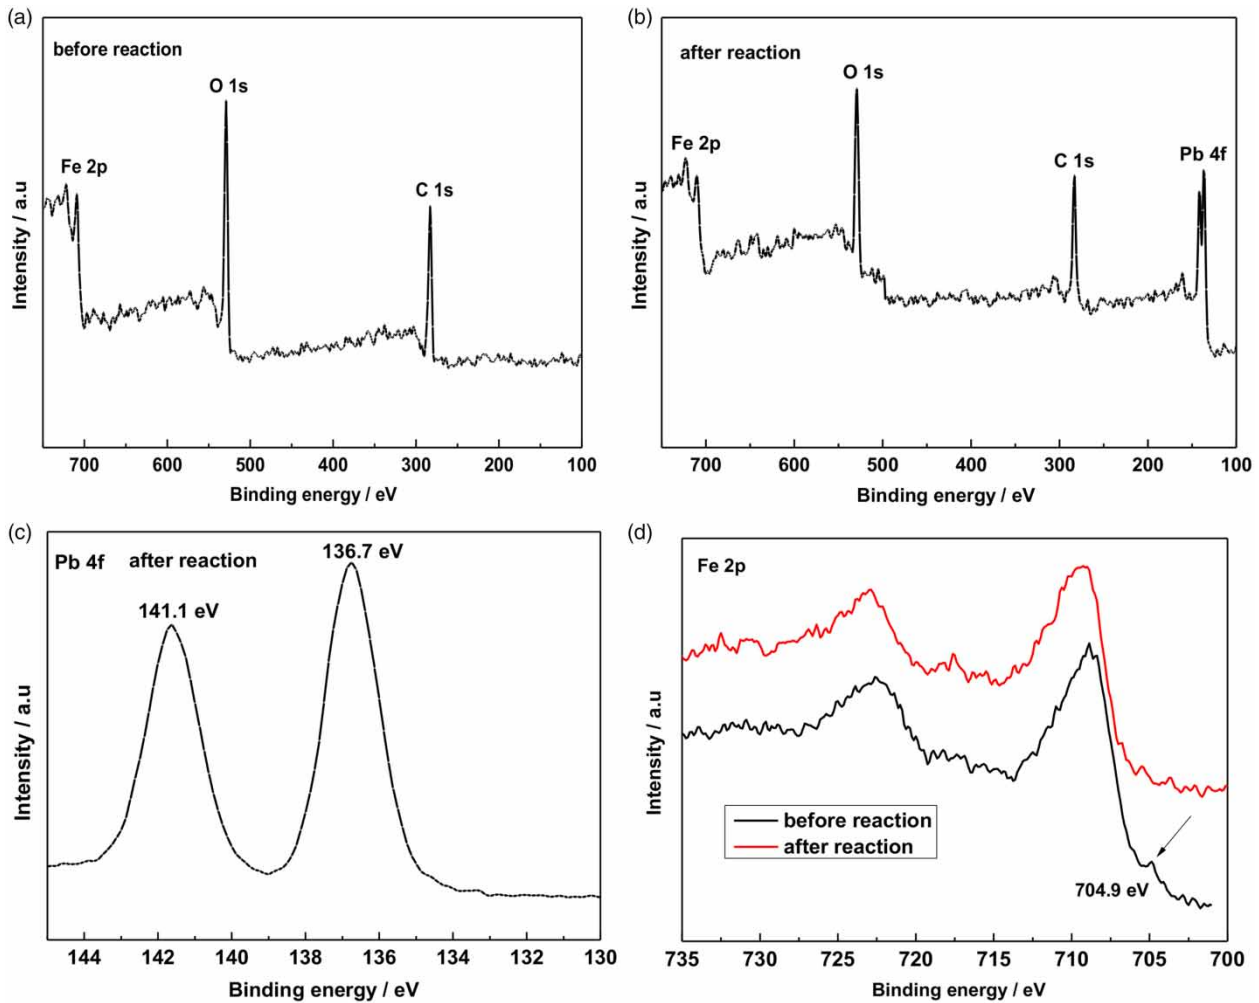 (a)
before reaction
O 1s
Fe 2p
C 1s
Intensity / a.u
700 600 500 400 300 200 100
Binding energy / eV
(b)
after reaction
O 1s
Fe 2p
C 1s
Pb 4f
Intensity / a.u
700 600 500 400 300 200 100
Binding energy / eV
(c)
Pb 4f after reaction
136.7 eV
141.1 eV
Intensity / a.u
144 142 140 138 136 134 132 130
Binding energy / eV
(d)
Fe 2p
Intensity / a.u
before reaction
after reaction
704.9 eV
735 730 725 720 715 710 705 700
Binding energy / eV